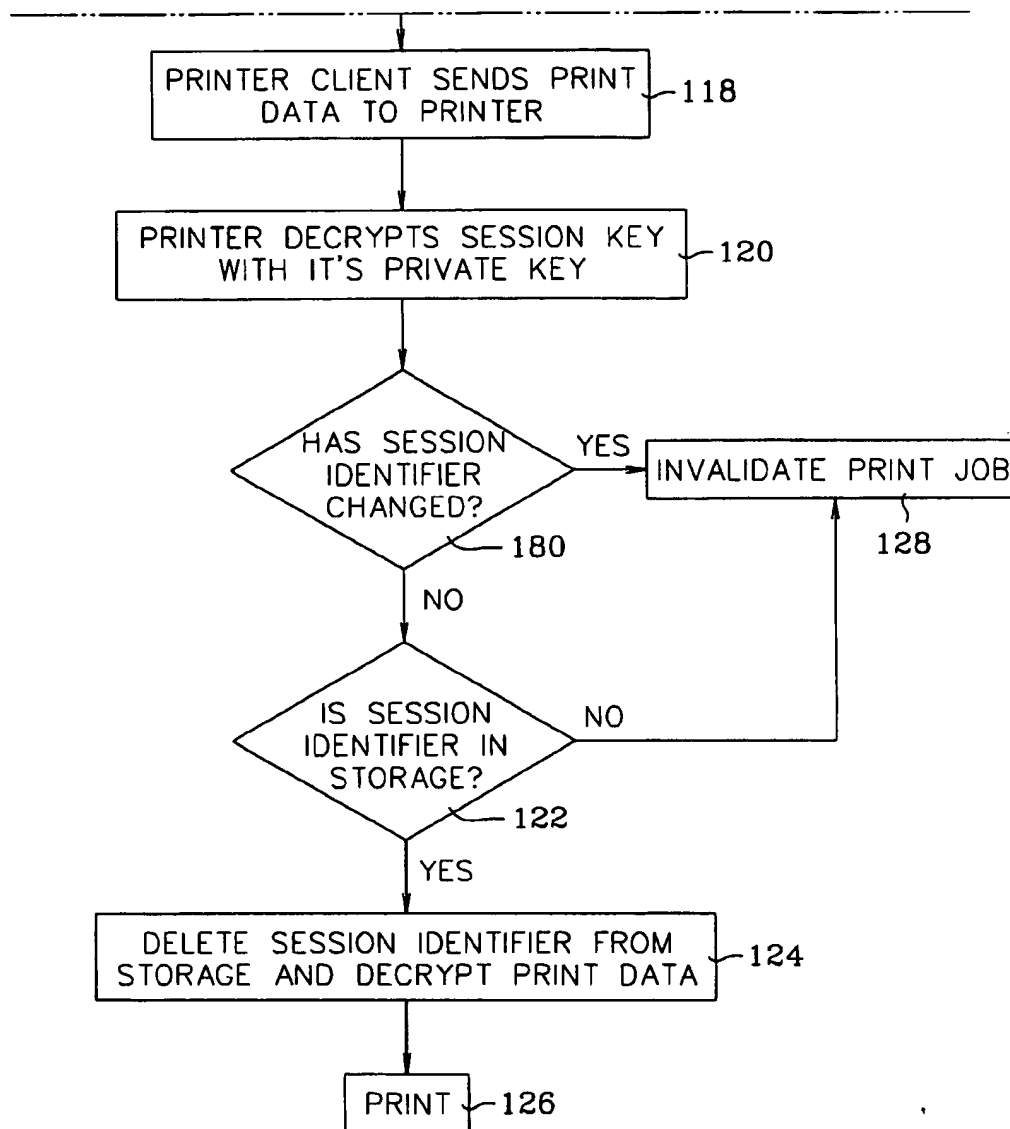 PRINTER CLIENT SENDS PRINT
DATA TO PRINTER
118
PRINTER DECRYPTS SESSION KEY
WITH IT'S PRIVATE KEY
120
HAS SESSION
IDENTIFIER
CHANGED?
180
YES
INVALIDATE PRINT JOB
128
NO
IS SESSION
IDENTIFIER IN
STORAGE?
122
NO
YES
DELETE SESSION IDENTIFIER FROM
STORAGE AND DECRYPT PRINT DATA
124
PRINT
126